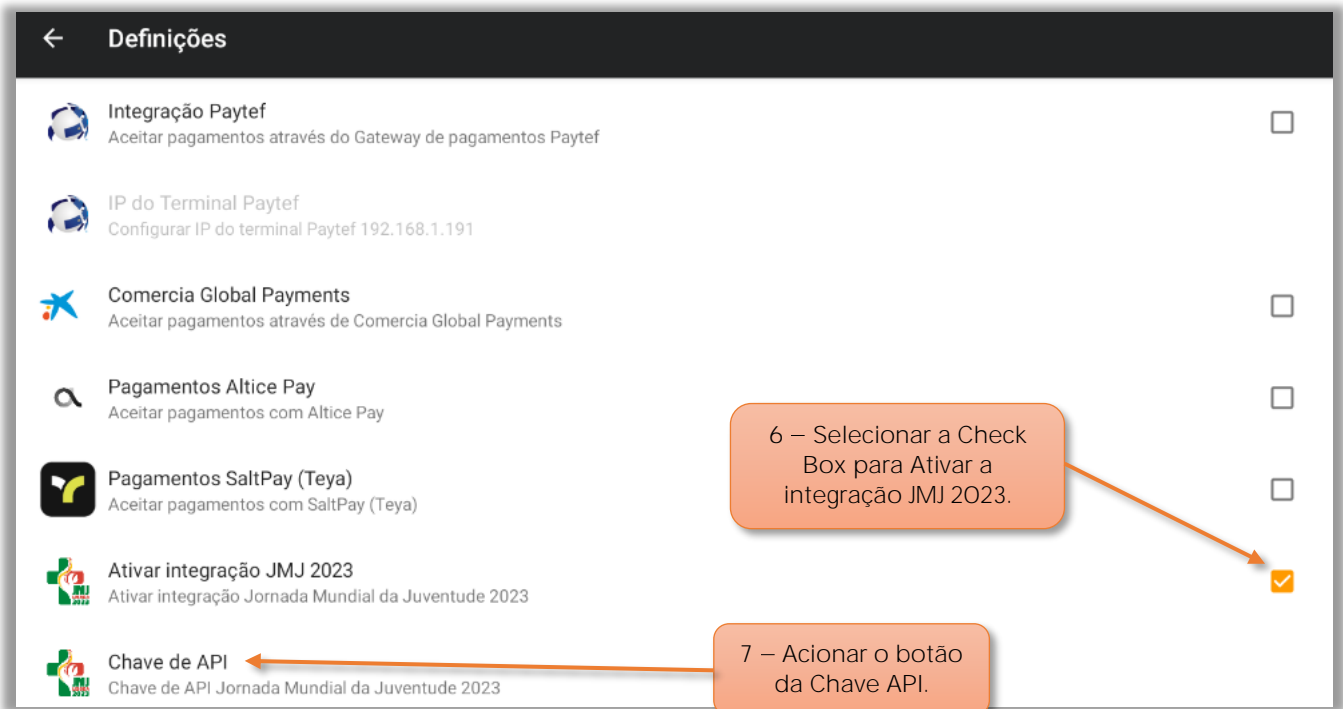 Definições
Integração Paytef
Aceitar pagamentos através do Gateway de pagamentos Paytef
IP do Terminal Paytef
Configurar IP do terminal Paytef 192.168.1.191
Comercia Global Payments
Aceitar pagamentos através de Comercia Global Payments
Pagamentos Altice Pay
Aceitar pagamentos com Altice Pay
6 – Selecionar a Check
Box para Ativar a
integração JMJ 2023.
Pagamentos SaltPay (Teya)
Aceitar pagamentos com SaltPay (Teya)
Ativar integração JMJ 2023
Ativar integração Jornada Mundial da Juventude 2023
Chave de API
Chave de API Jornada Mundial da Juventude 2023
7 – Acionar o botão
da Chave API.